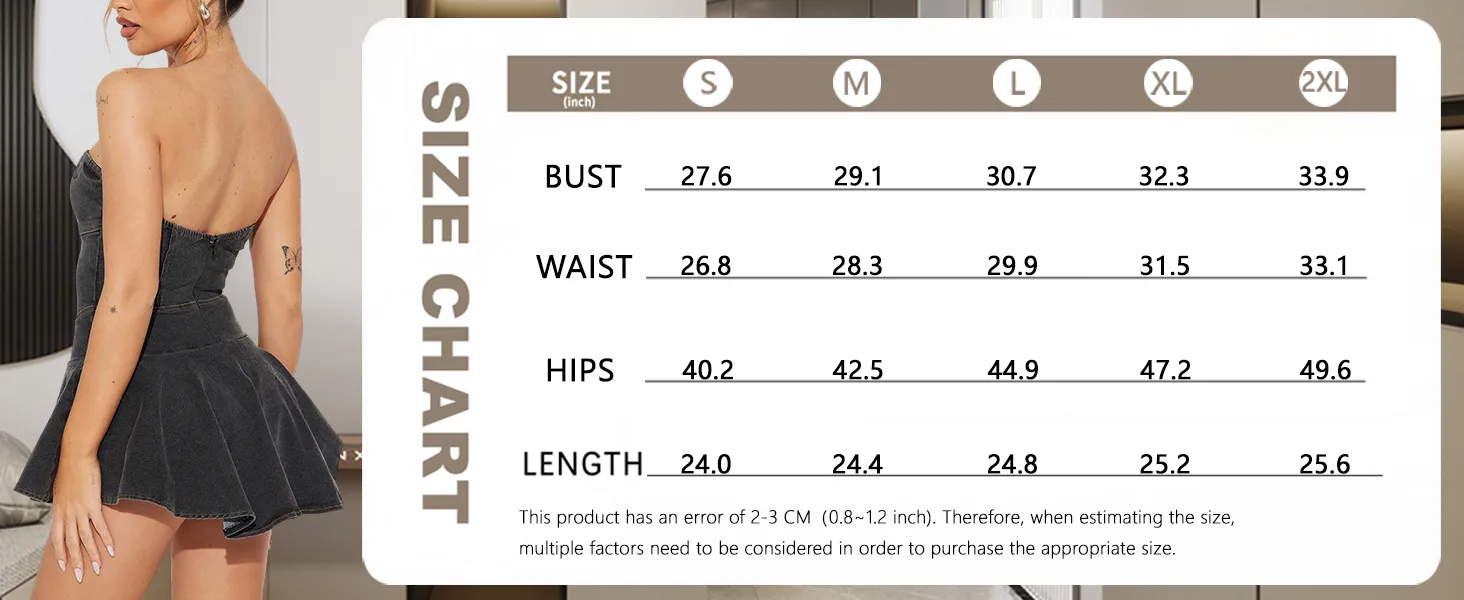 SIZE CHART
SIZE (inch) S M L XL 2XL
BUST 27.6 29.1 30.7 32.3 33.9
WAIST 26.8 28.3 29.9 31.5 33.1
HIPS 40.2 42.5 44.9 47.2 49.6
LENGTH 24.0 24.4 24.8 25.2 25.6
This product has an error of 2-3 CM (0.8~1.2 inch). Therefore, when estimating the size,
multiple factors need to be considered in order to purchase the appropriate size.